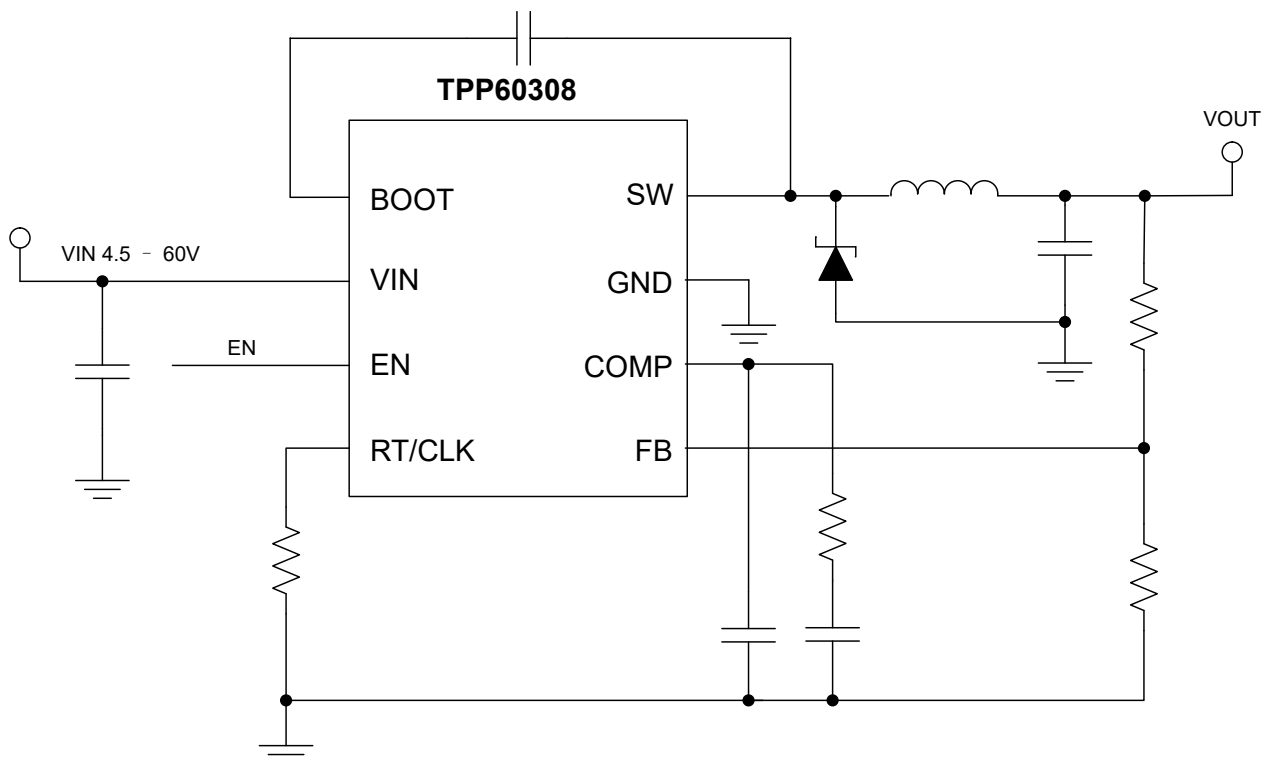 TPP60308
VOUT
BOOT
SW
VIN 4.5 – 60V
VIN
GND
EN
EN
COMP
RT/CLK
FB